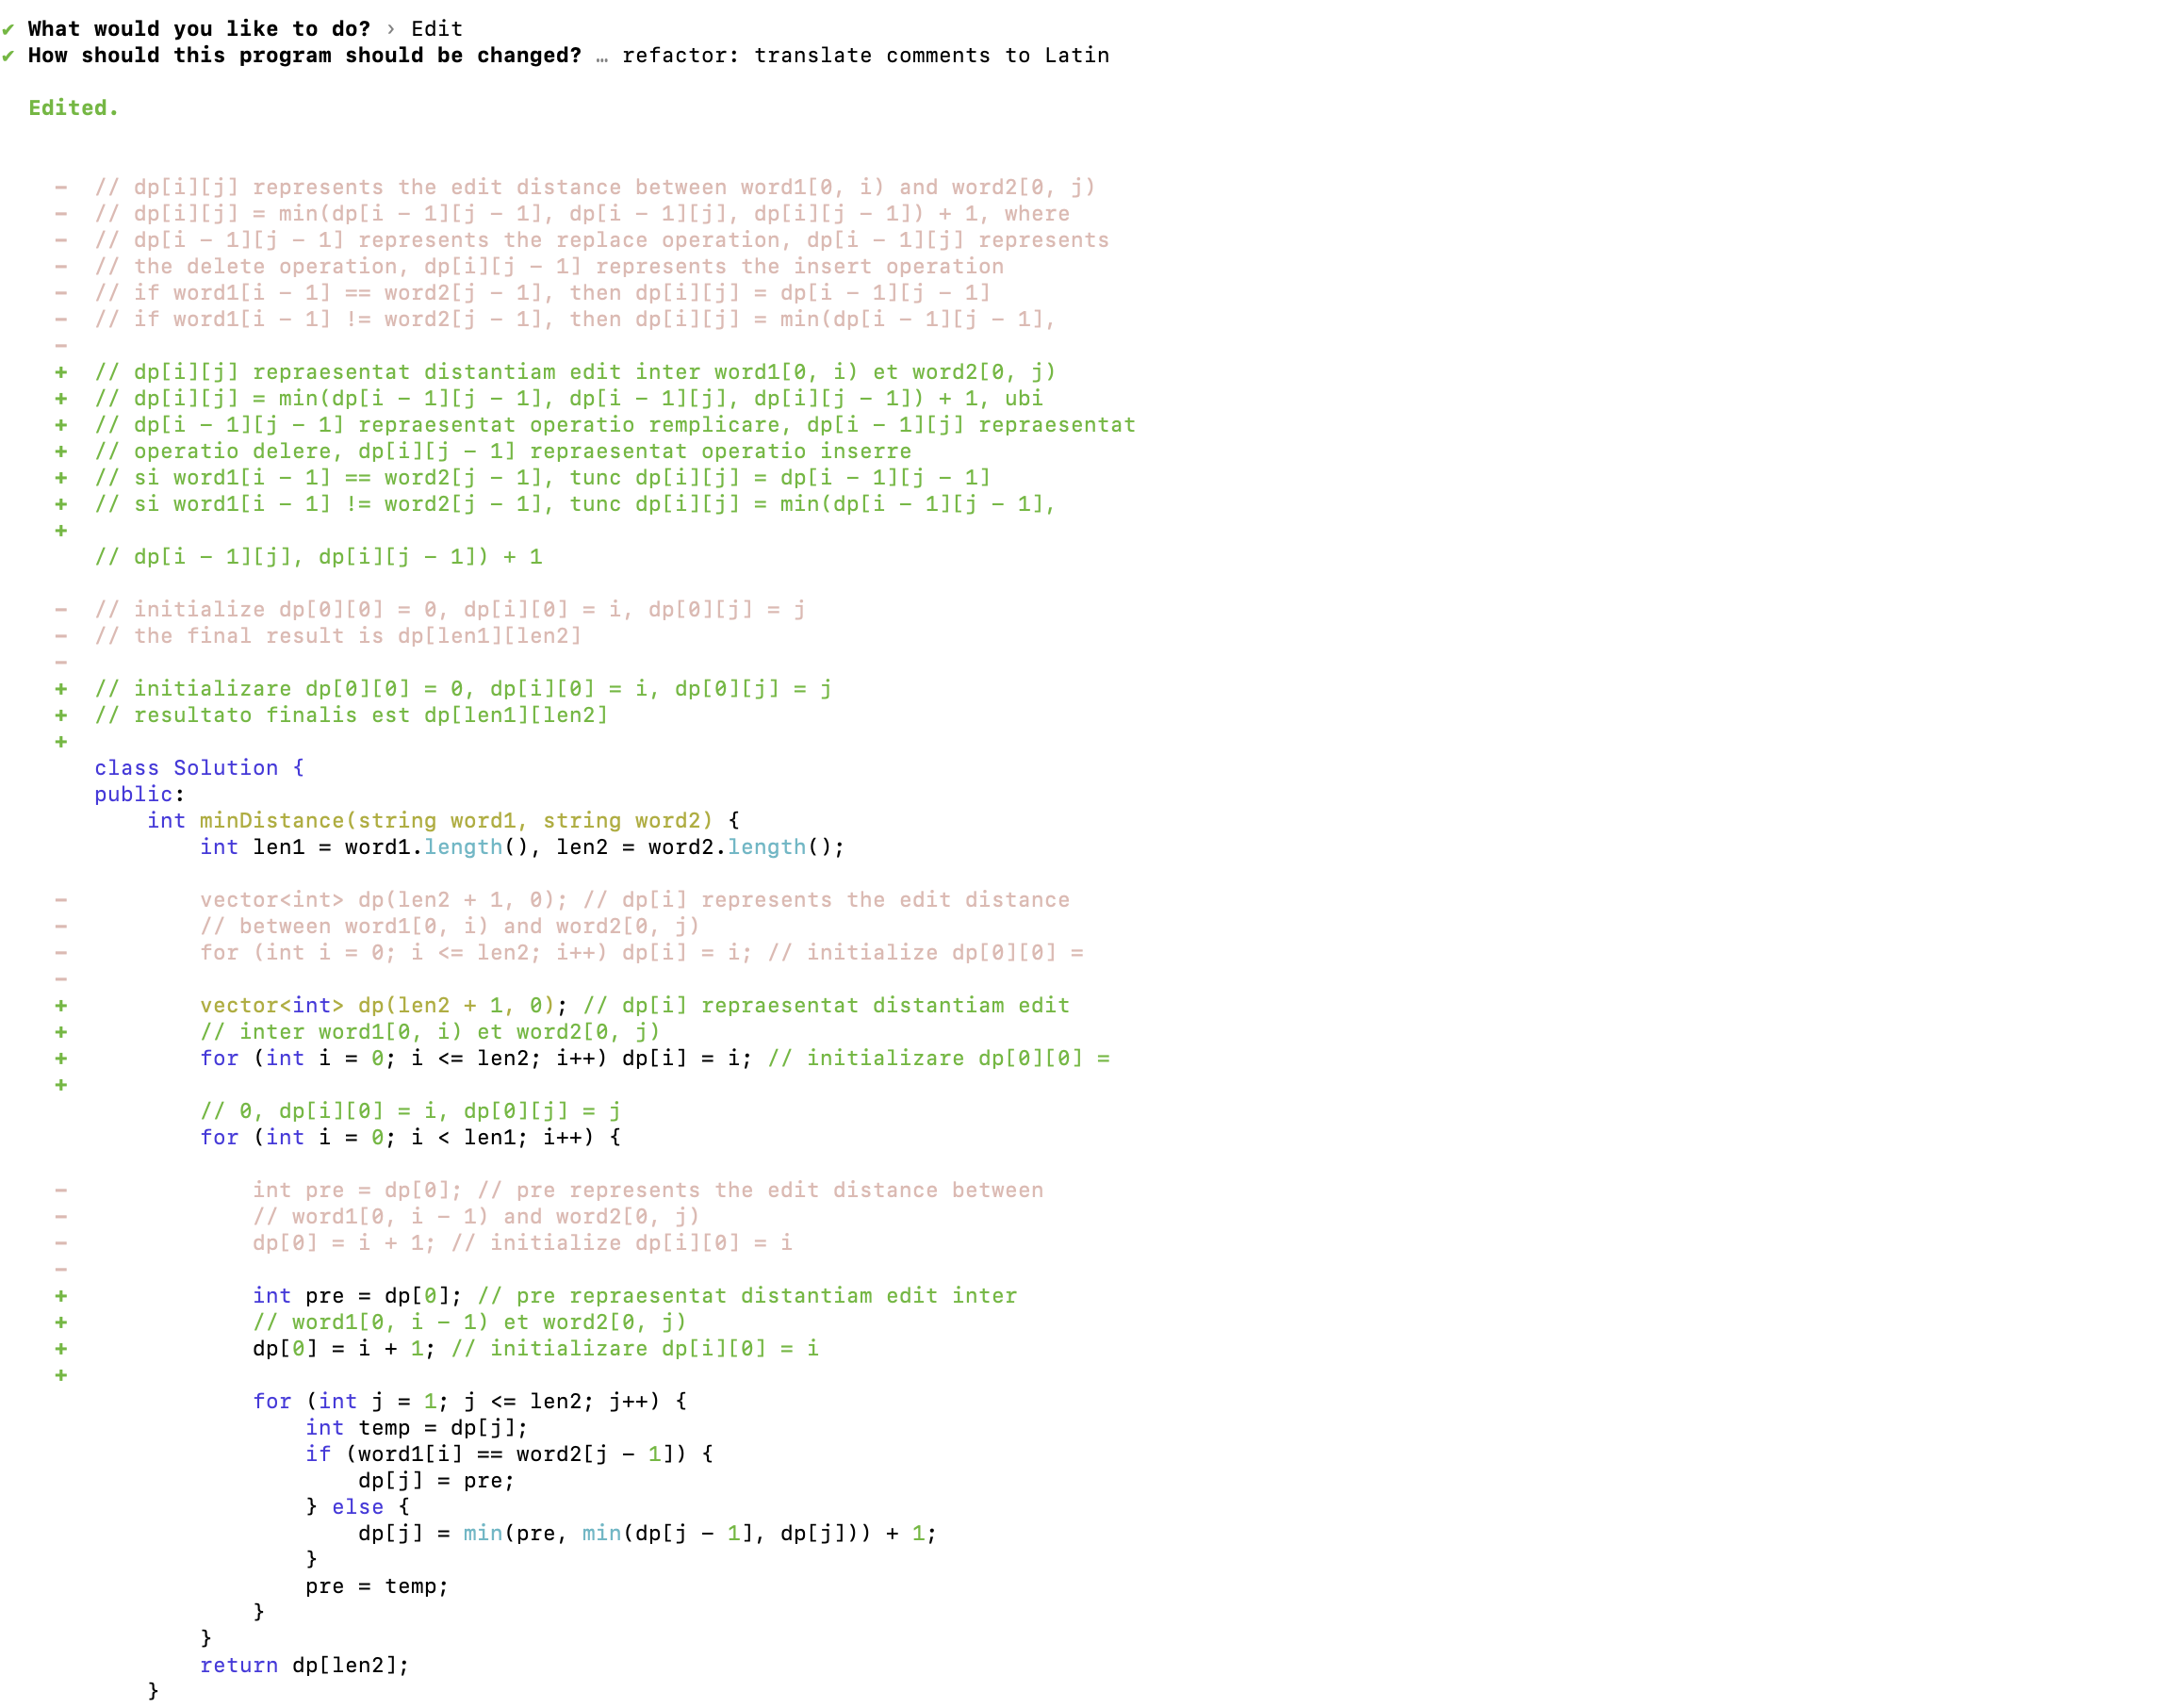 ✔ What would you like to do? › Edit
✔ How should this program should be changed? … refactor: translate comments to Latin
Edited.
− // dp[i][j] represents the edit distance between word1[0, i) and word2[0, j)
− // dp[i][j] = min(dp[i − 1][j − 1], dp[i − 1][j], dp[i][j − 1]) + 1, where
− // dp[i − 1][j − 1] represents the replace operation, dp[i − 1][j] represents
− // the delete operation, dp[i][j − 1] represents the insert operation
− // if word1[i − 1] == word2[j − 1], then dp[i][j] = dp[i − 1][j − 1]
− // if word1[i − 1] != word2[j − 1], then dp[i][j] = min(dp[i − 1][j − 1],
−
+ // dp[i][j] repraesentat distantiam edit inter word1[0, i) et word2[0, j)
+ // dp[i][j] = min(dp[i − 1][j − 1], dp[i − 1][j], dp[i][j − 1]) + 1, ubi
+ // dp[i − 1][j − 1] repraesentat operatio remplicare, dp[i − 1][j] repraesentat
+ // operatio delere, dp[i][j − 1] repraesentat operatio inserre
+ // si word1[i − 1] == word2[j − 1], tunc dp[i][j] = dp[i − 1][j − 1]
+ // si word1[i − 1] != word2[j − 1], tunc dp[i][j] = min(dp[i − 1][j − 1],
+
// dp[i − 1][j], dp[i][j − 1]) + 1
− // initialize dp[0][0] = 0, dp[i][0] = i, dp[0][j] = j
− // the final result is dp[len1][len2]
−
+ // initializare dp[0][0] = 0, dp[i][0] = i, dp[0][j] = j
+ // resultato finalis est dp[len1][len2]
+
class Solution {
public:
int minDistance(string word1, string word2) {
int len1 = word1.length(), len2 = word2.length();
− vector<int> dp(len2 + 1, 0); // dp[i] represents the edit distance
− // between word1[0, i) and word2[0, j)
− for (int i = 0; i <= len2; i++) dp[i] = i; // initialize dp[0][0] =
−
+ vector<int> dp(len2 + 1, 0); // dp[i] repraesentat distantiam edit
+ // inter word1[0, i) et word2[0, j)
+ for (int i = 0; i <= len2; i++) dp[i] = i; // initializare dp[0][0] =
+
// 0, dp[i][0] = i, dp[0][j] = j
for (int i = 0; i < len1; i++) {
− int pre = dp[0]; // pre represents the edit distance between
− // word1[0, i − 1) and word2[0, j)
− dp[0] = i + 1; // initialize dp[i][0] = i
−
+ int pre = dp[0]; // pre repraesentat distantiam edit inter
+ // word1[0, i − 1) et word2[0, j)
+ dp[0] = i + 1; // initializare dp[i][0] = i
+
for (int j = 1; j <= len2; j++) {
int temp = dp[j];
if (word1[i] == word2[j − 1]) {
dp[j] = pre;
} else {
dp[j] = min(pre, min(dp[j − 1], dp[j])) + 1;
}
pre = temp;
}
}
return dp[len2];
}